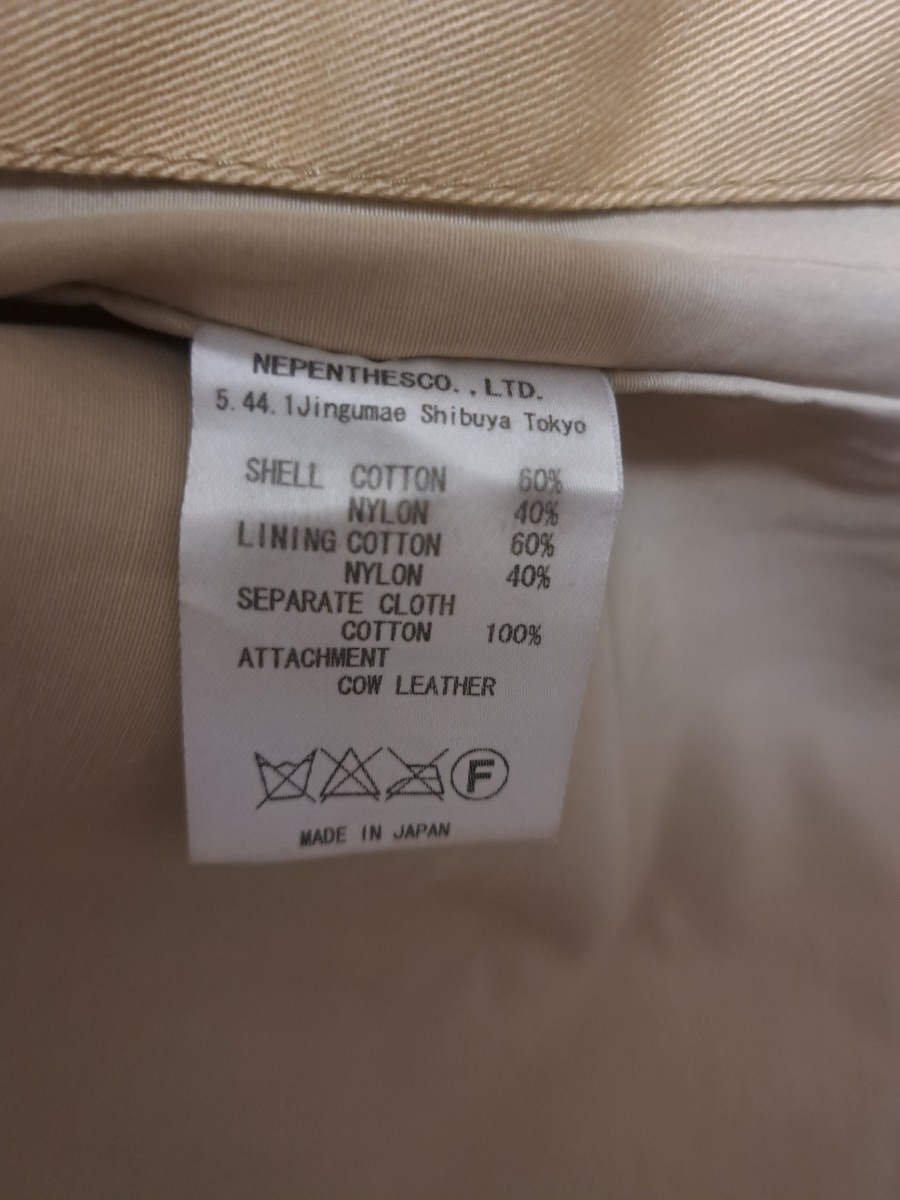 NEPENTHESCO.,LTD.
5.44.1Jingumae Shibuya Tokyo
SHELL COTTON 60%
NYLON 40%
LINING COTTON 60%
NYLON 40%
SEPARATE CLOTH
COTTON 100%
ATTACHMENT
COW LEATHER
F
MADE IN JAPAN